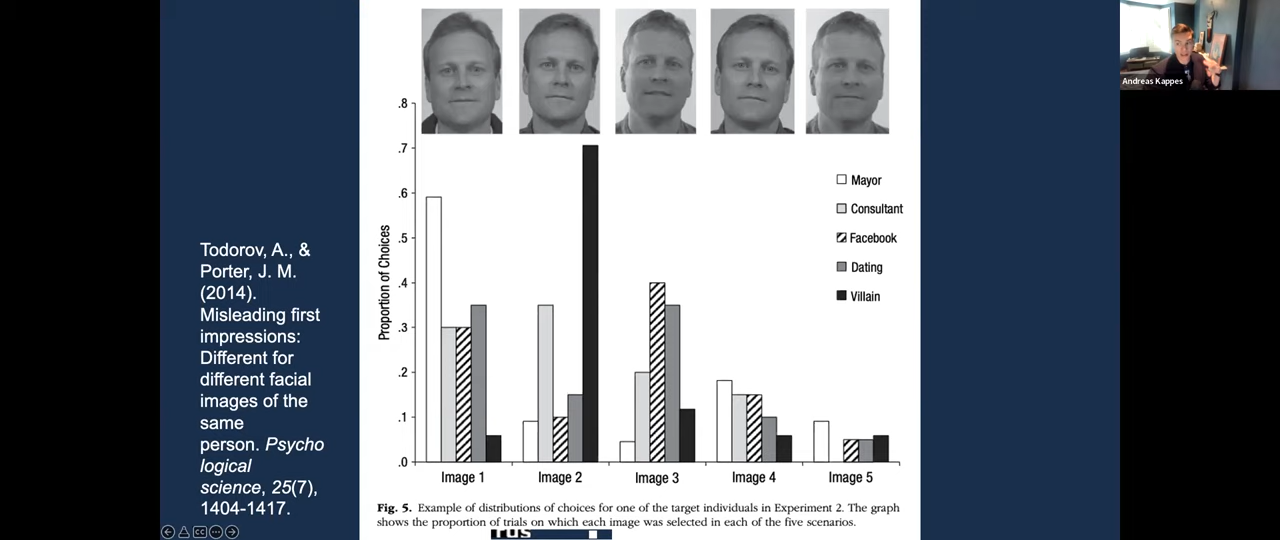 Andreas Kappes
Todorov, A., &
Porter, J. M.
(2014).
Misleading first
impressions:
Different for
different facial
images of the
same
person. Psycho
logical
science, 25(7),
1404-1417.
Proportion of Choices
.8
.7
.6
.5
.4
.3
.2
.1
.0
Mayor
Consultant
Facebook
Dating
Villain
Image 1
Image 2
Image 3
Image 4
Image 5
Fig. 5. Example of distributions of choices for one of the target individuals in Experiment 2. The graph
shows the proportion of trials on which each image was selected in each of the five scenarios.